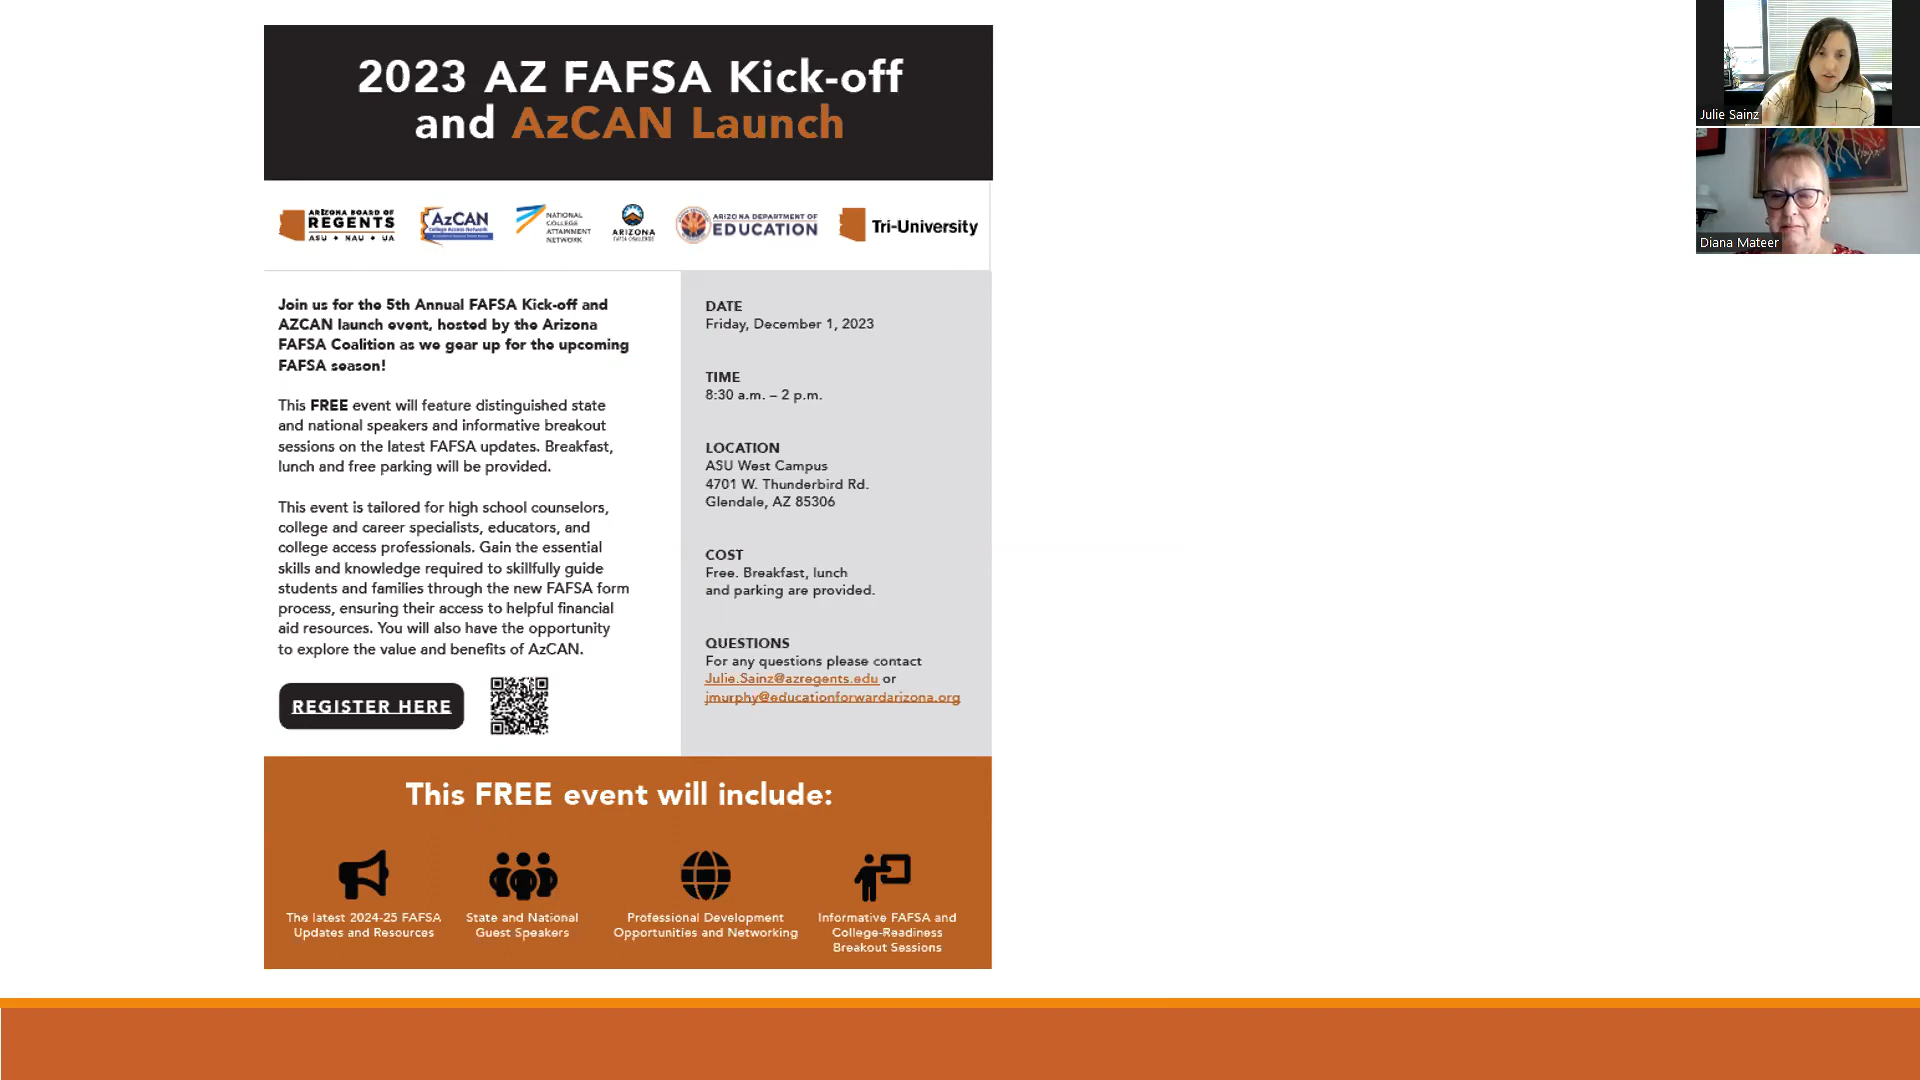 2023 AZ FAFSA Kick-off
and AzCAN Launch
ARIZONA BOARD OF
REGENTS
ASU • NAU • UA
AzCAN
College Access Network
NATIONAL
COLLEGE
ATTAINMENT
NETWORK
ARIZONA
FAFSA CHALLENGE
ARIZONA DEPARTMENT OF
EDUCATION
Tri-University
Join us for the 5th Annual FAFSA Kick-off and
AZCAN launch event, hosted by the Arizona
FAFSA Coalition as we gear up for the upcoming
FAFSA season!
This FREE event will feature distinguished state
and national speakers and informative breakout
sessions on the latest FAFSA updates. Breakfast,
lunch and free parking will be provided.
This event is tailored for high school counselors,
college and career specialists, educators, and
college access professionals. Gain the essential
skills and knowledge required to skillfully guide
students and families through the new FAFSA form
process, ensuring their access to helpful financial
aid resources. You will also have the opportunity
to explore the value and benefits of AzCAN.
REGISTER HERE
DATE
Friday, December 1, 2023
TIME
8:30 a.m. – 2 p.m.
LOCATION
ASU West Campus
4701 W. Thunderbird Rd.
Glendale, AZ 85306
COST
Free. Breakfast, lunch
and parking are provided.
QUESTIONS
For any questions please contact
Julie.Sainz@azregents.edu or
jmurphy@educationforwardarizona.org
This FREE event will include:
The latest 2024-25 FAFSA
Updates and Resources
State and National
Guest Speakers
Professional Development
Opportunities and Networking
Informative FAFSA and
College-Readiness
Breakout Sessions
Julie Sainz
Diana Mateer